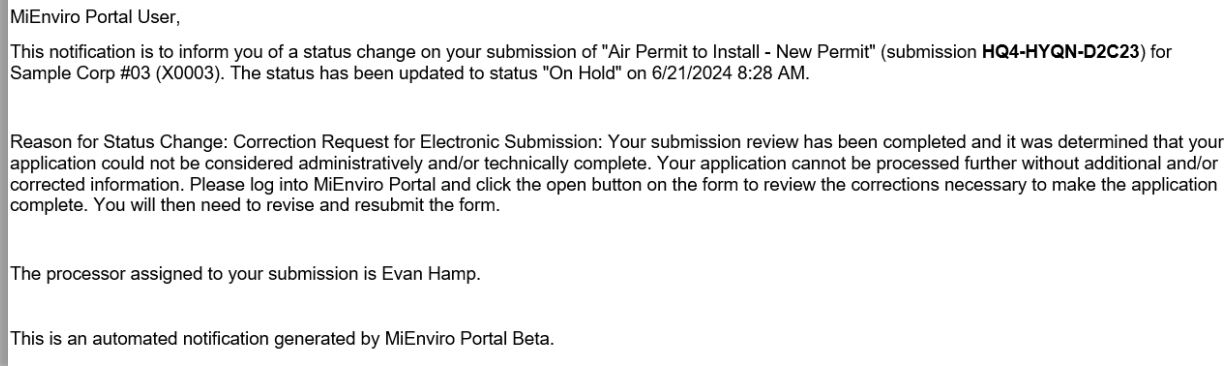 MiEnviro Portal User,
This notification is to inform you of a status change on your submission of "Air Permit to Install - New Permit" (submission HQ4-HYQN-D2C23) for
Sample Corp #03 (X0003). The status has been updated to status "On Hold" on 6/21/2024 8:28 AM.
Reason for Status Change: Correction Request for Electronic Submission: Your submission review has been completed and it was determined that your
application could not be considered administratively and/or technically complete. Your application cannot be processed further without additional and/or
corrected information. Please log into MiEnviro Portal and click the open button on the form to review the corrections necessary to make the application
complete. You will then need to revise and resubmit the form.
The processor assigned to your submission is Evan Hamp.
This is an automated notification generated by MiEnviro Portal Beta.